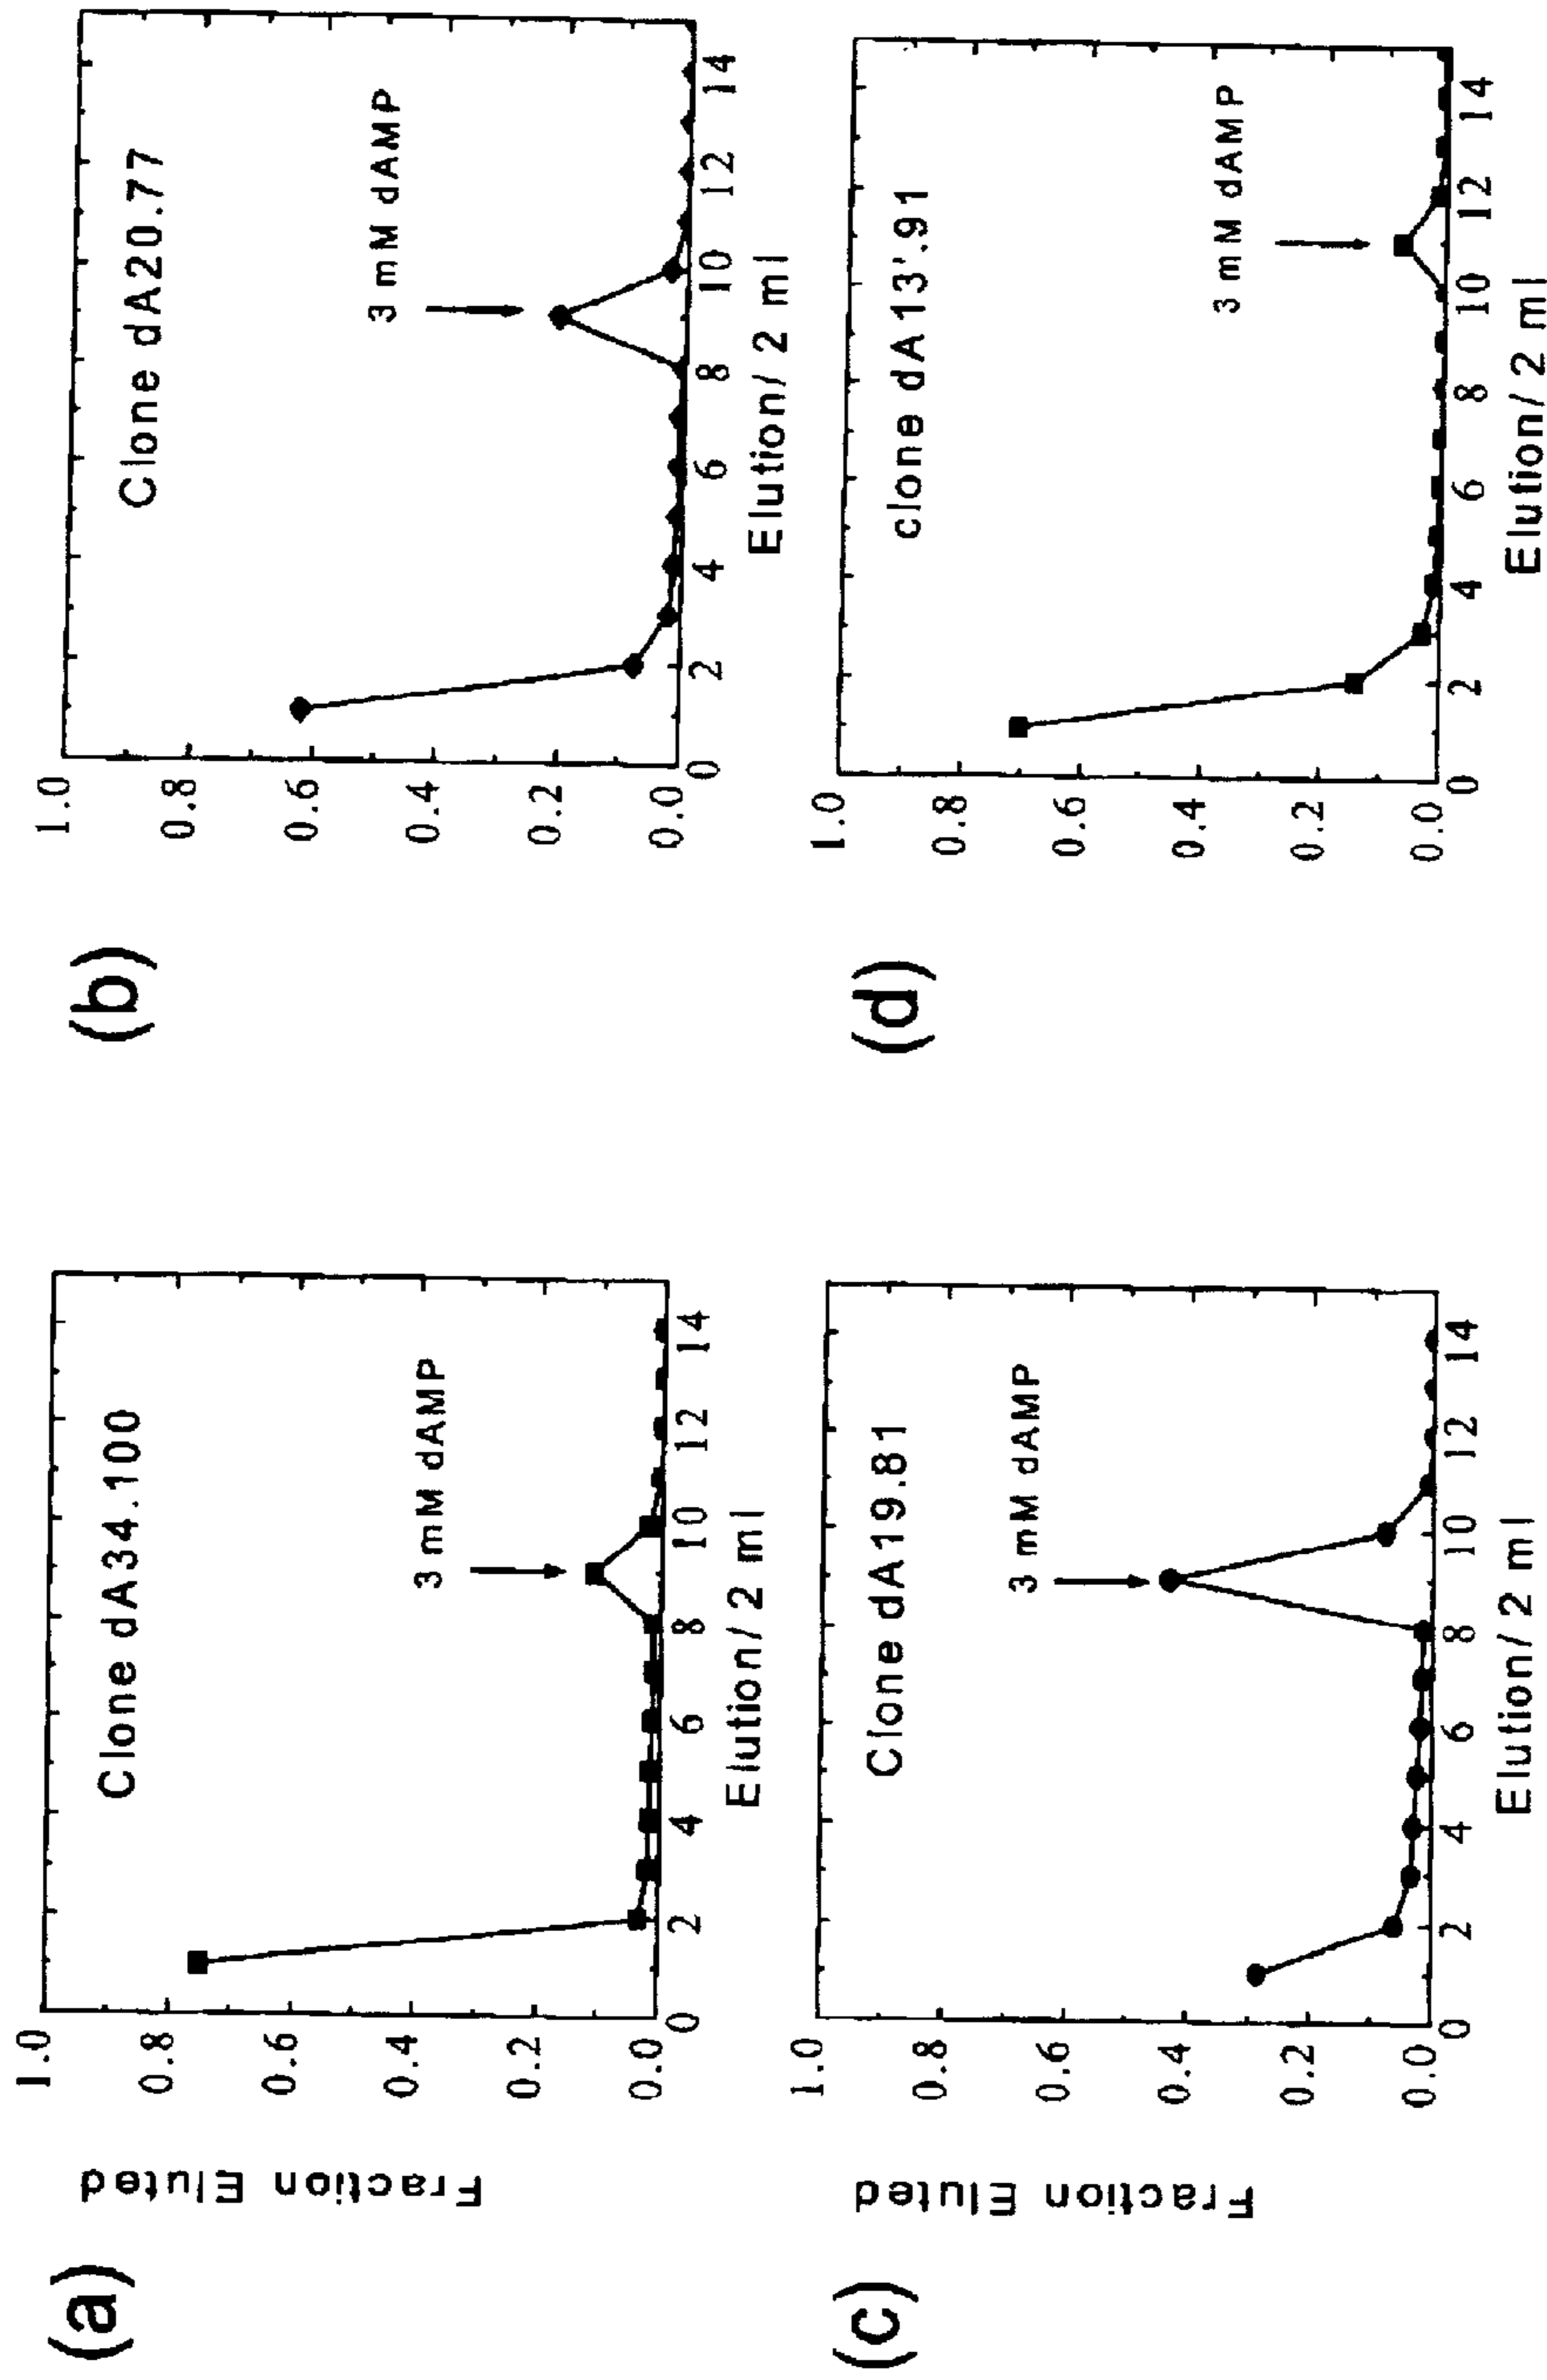 (a)
Clone dA34.100
3 mM dAMP
Fraction Eluted
1.0
0.8
0.6
0.4
0.2
0.0
0 2 4 6 8 10 12 14
Elution/ 2 ml
(b)
Clone dA20.77
3 mM dAMP
1.0
0.8
0.6
0.4
0.2
0.0
0 2 4 6 8 10 12 14
Elution/ 2 ml
(c)
Clone dA19.81
3 mM dAMP
Fraction Eluted
1.0
0.8
0.6
0.4
0.2
0.0
0 2 4 6 8 10 12 14
Elution/ 2 ml
(d)
clone dA13'.91
3 mM dAMP
1.0
0.8
0.6
0.4
0.2
0.0
0 2 4 6 8 10 12 14
Elution/ 2 ml